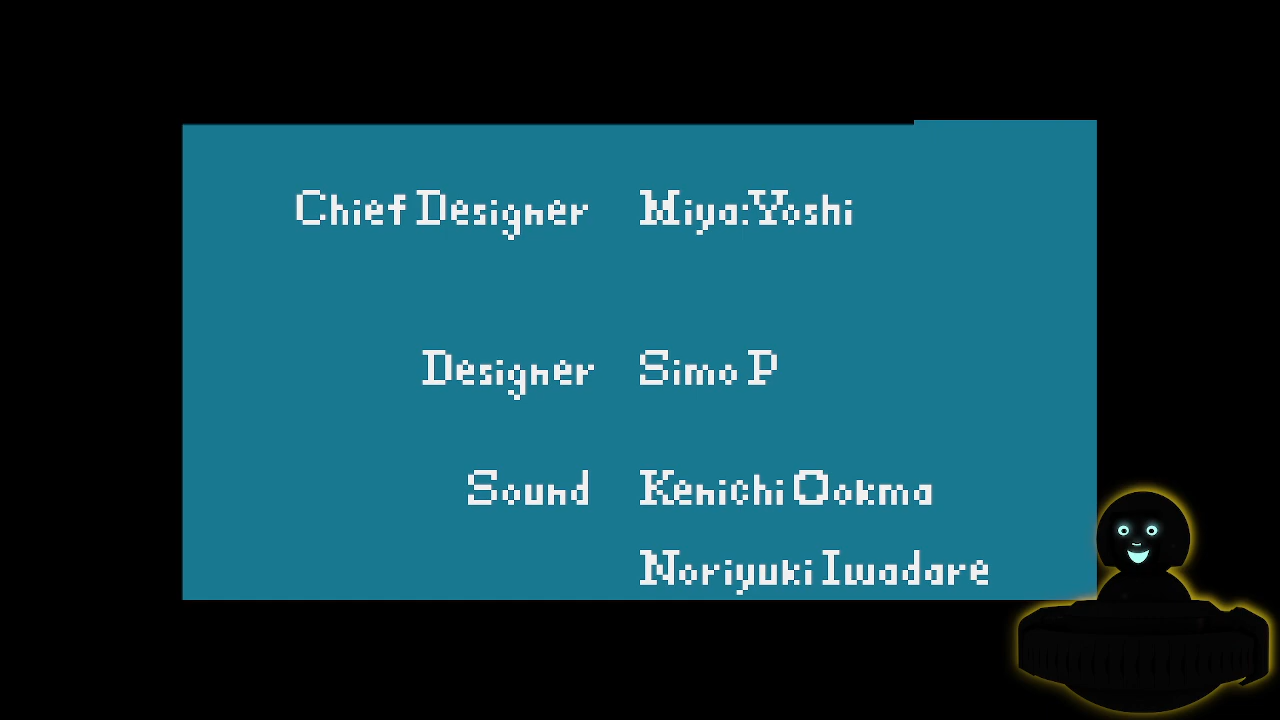 Chief Designer Miya:Yoshi
Designer Simo P
Sound Kenichi Ookma
Noriyuki Iwadare